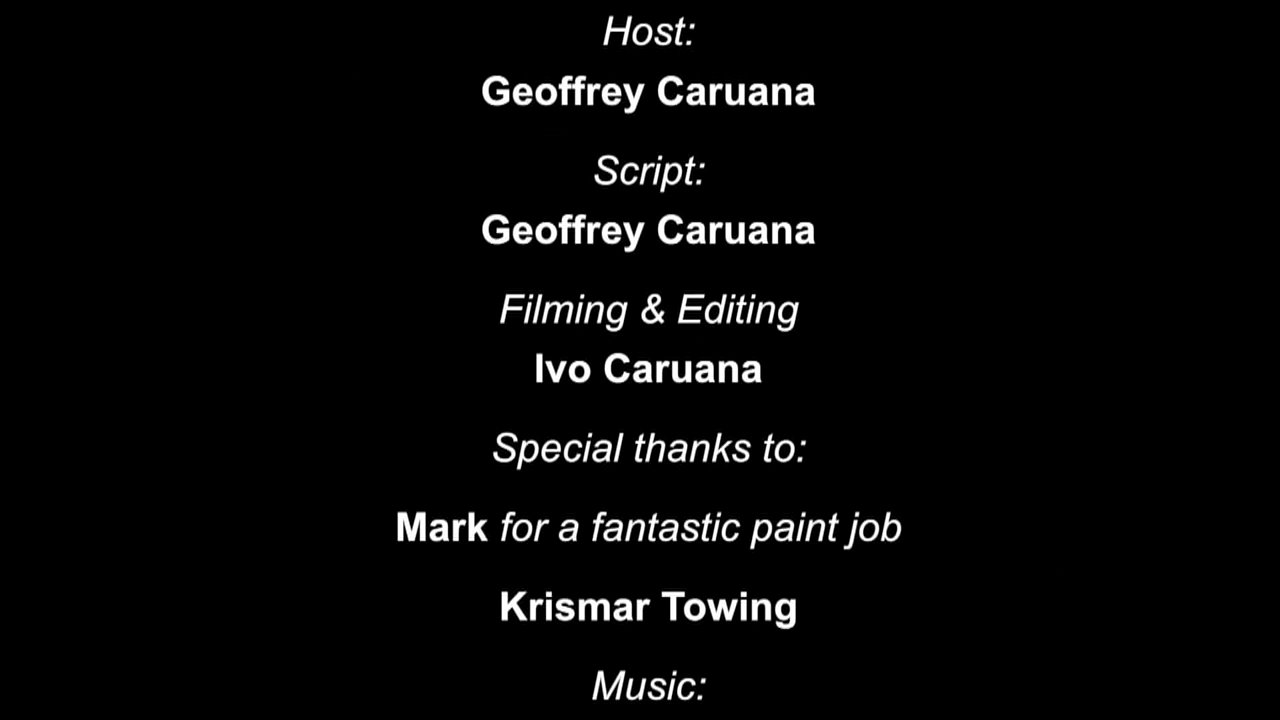 Host:
Geoffrey Caruana
Script:
Geoffrey Caruana
Filming & Editing
Ivo Caruana
Special thanks to:
Mark for a fantastic paint job
Krismar Towing
Music: